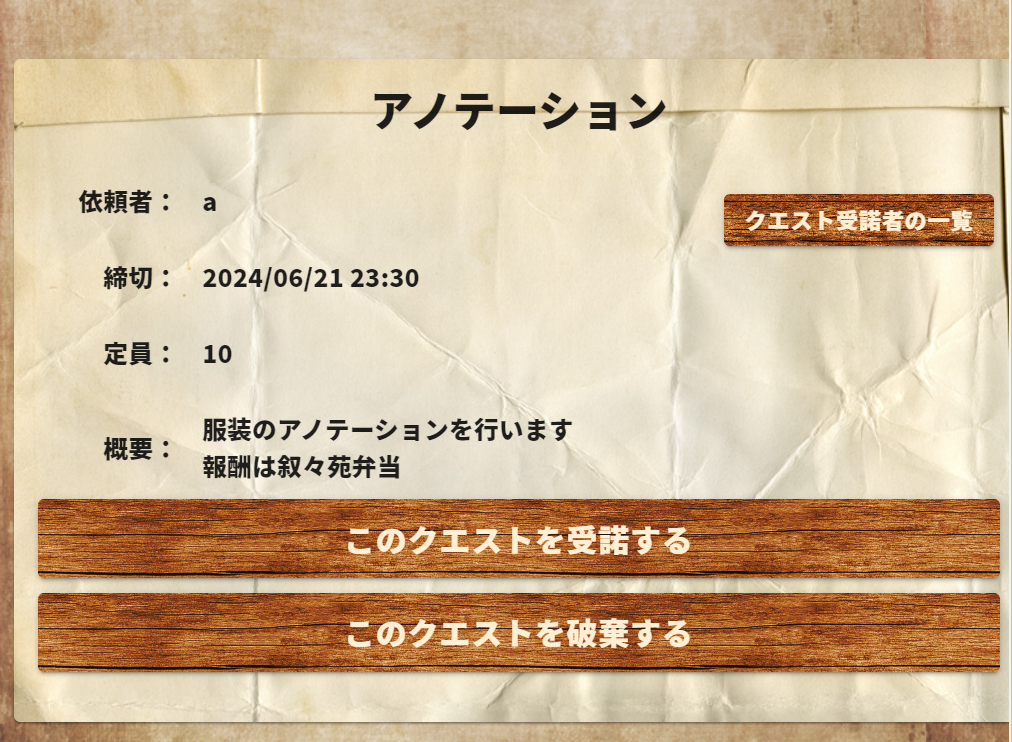 アノテーション
依頼者： a
クエスト受諾者の一覧
締切： 2024/06/21 23:30
定員： 10
概要： 服装のアノテーションを行います
報酬は叙々苑弁当
このクエストを受諾する
このクエストを破棄する